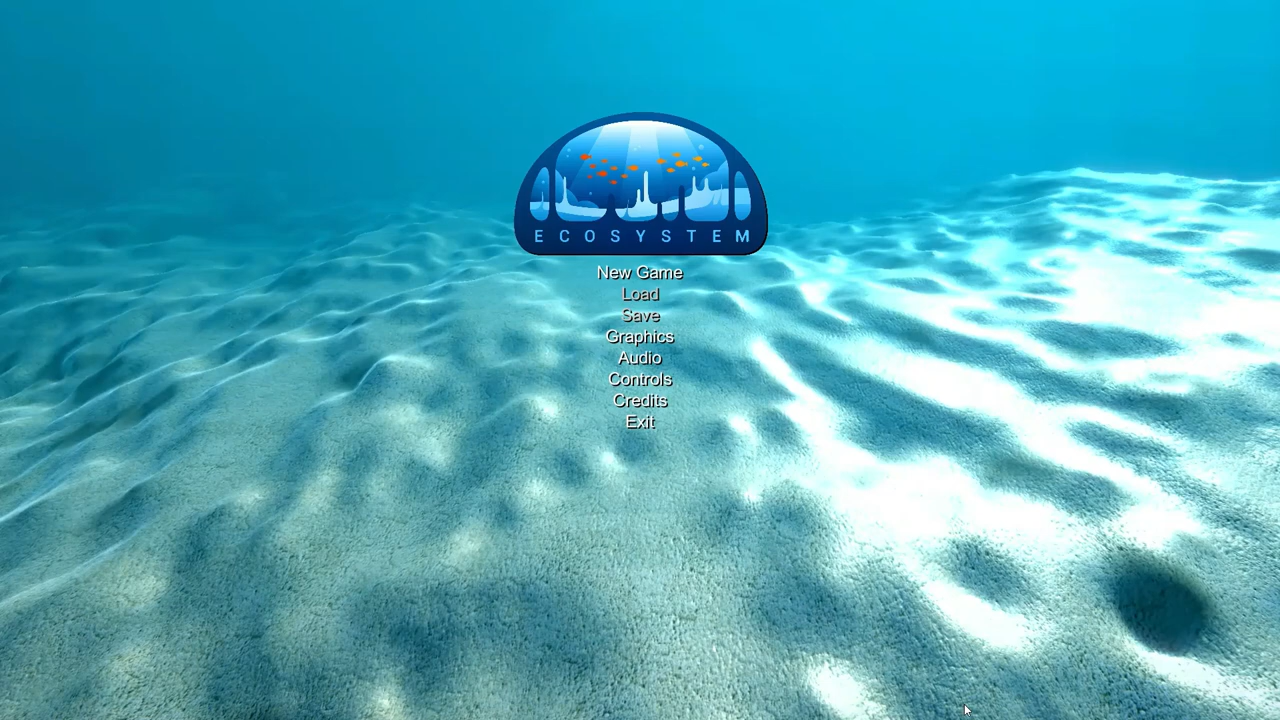 ECOSYSTEM
New Game
Load
Save
Graphics
Audio
Controls
Credits
Exit